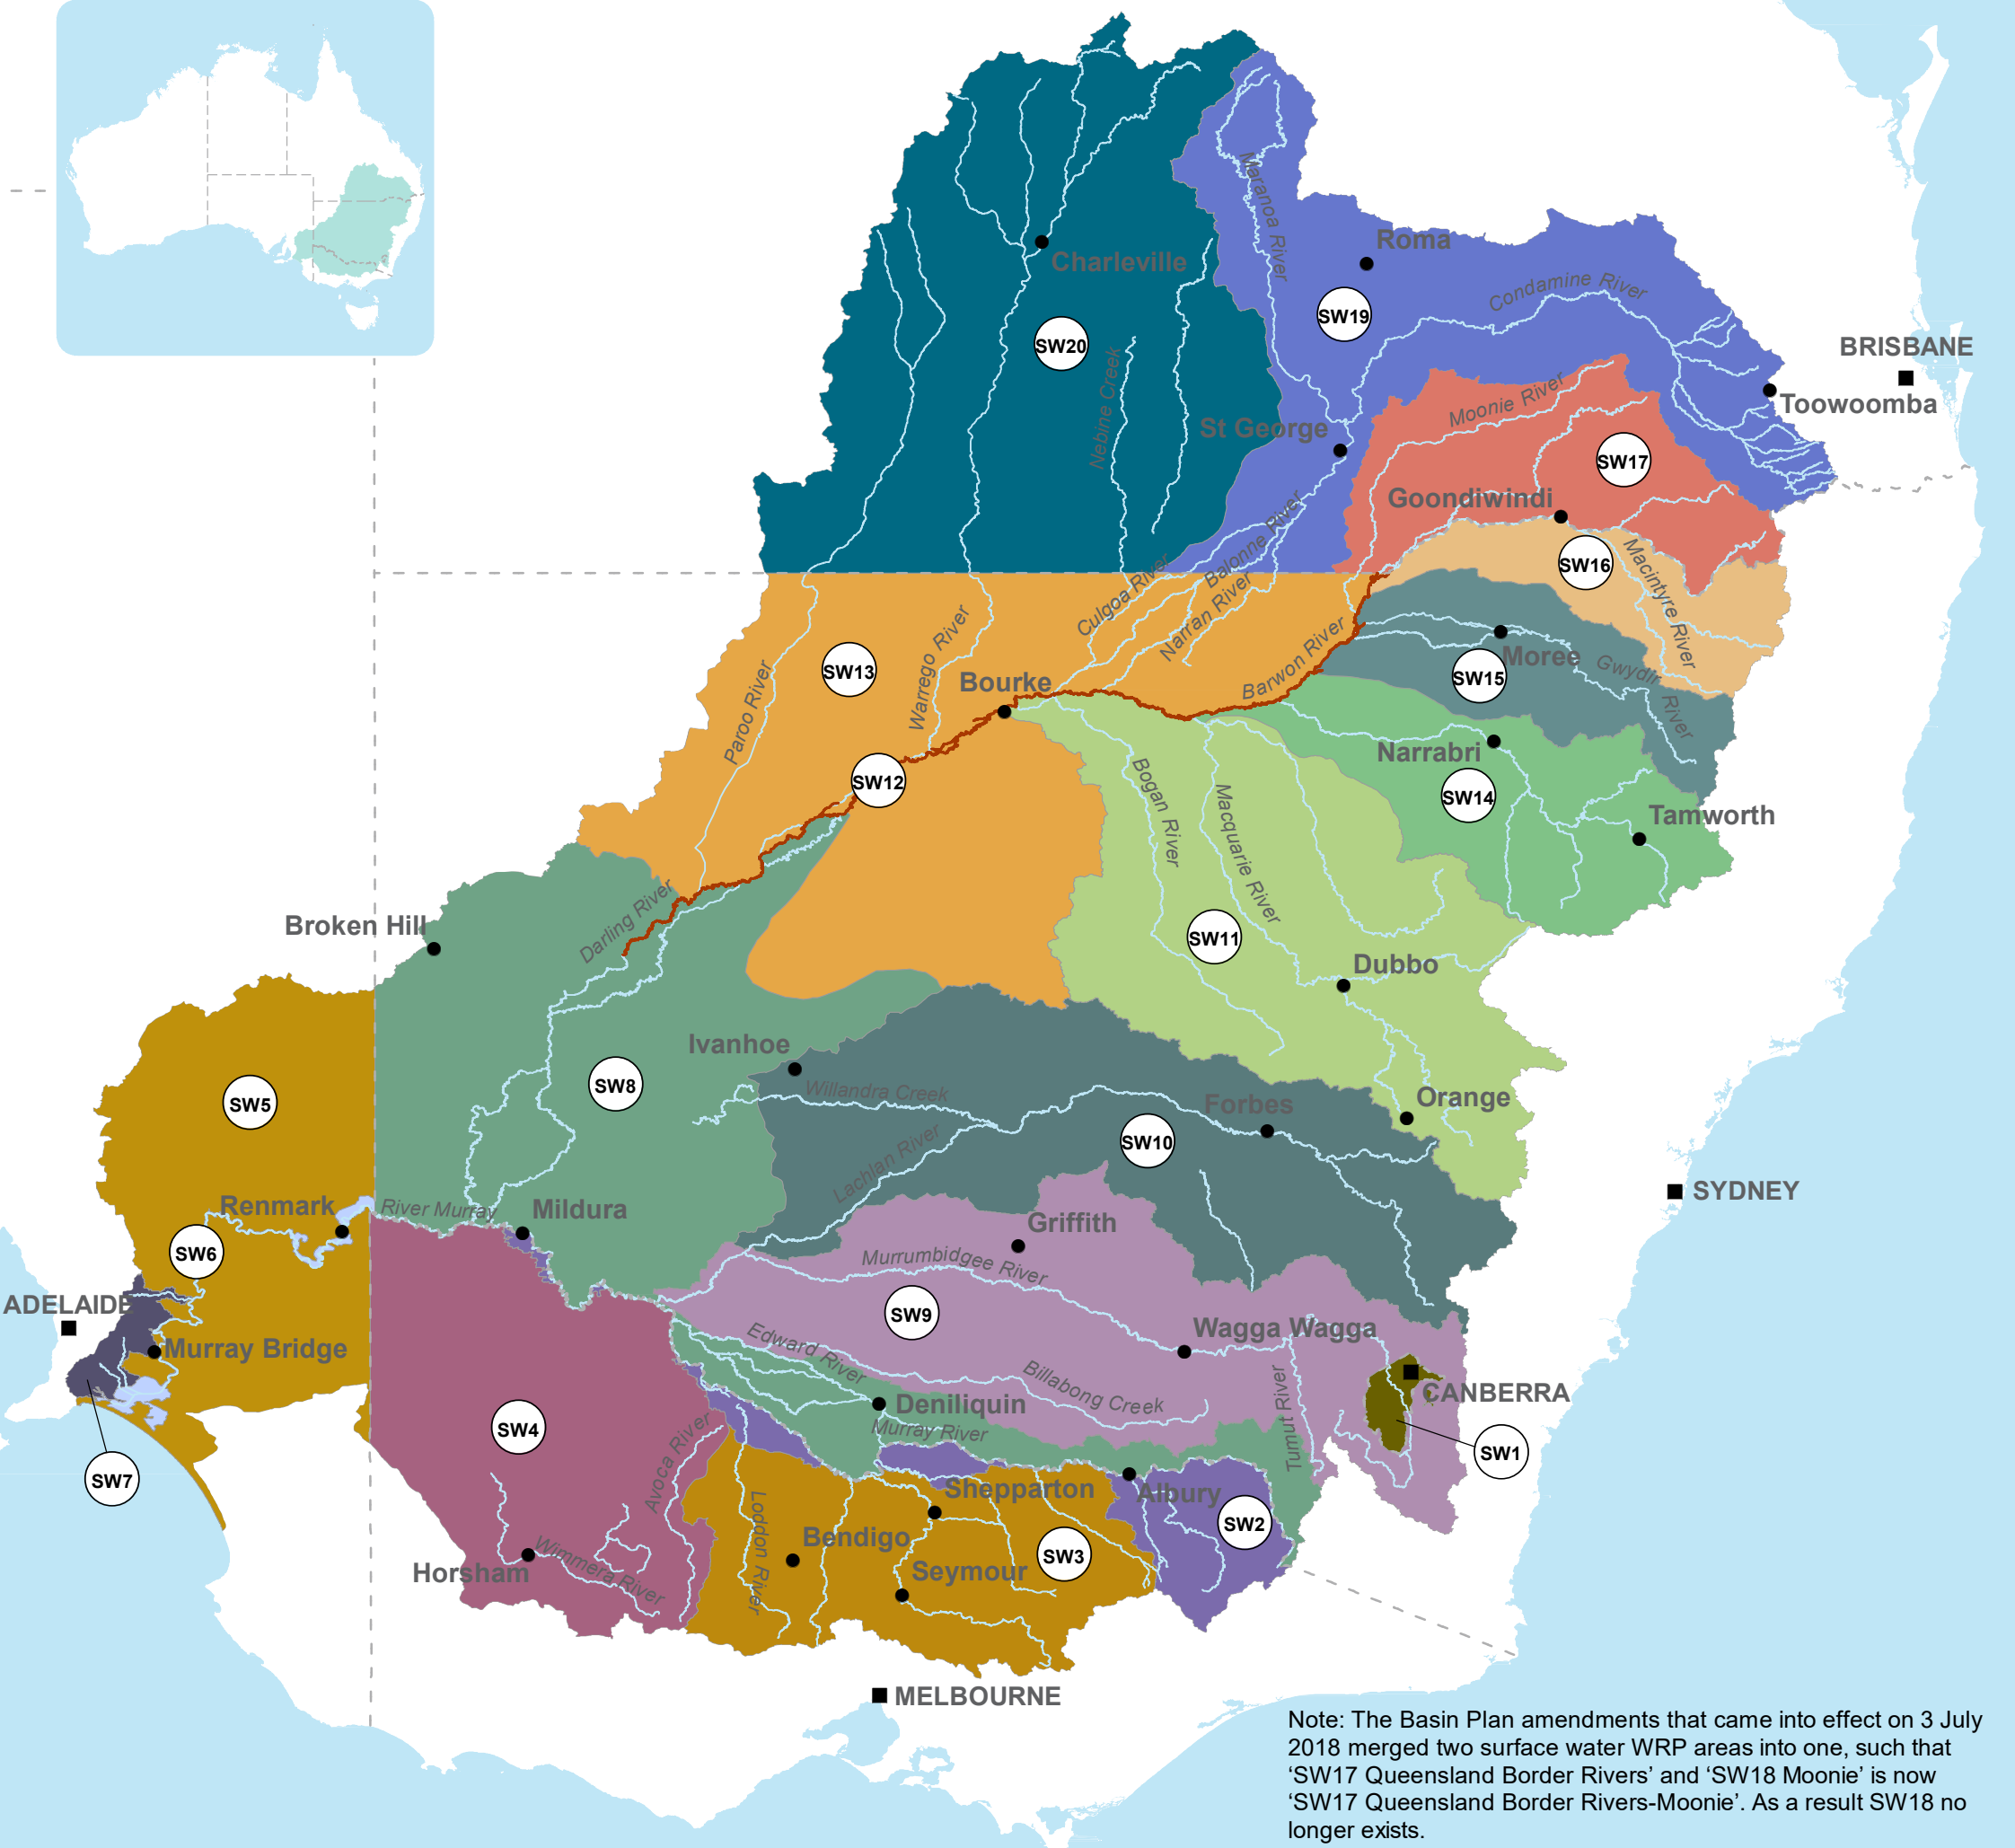 Maranoa River
Roma
Charleville
Condamine River
SW19
SW20
BRISBANE
Nebine Creek
Moonie River
Toowoomba
St George
SW17
Goondiwindi
Balonne River
SW16
Macintyre River
Culgoa River
Narran River
SW13
Warrego River
Paroo River
Barwon River
Moree
SW15
Gwydir River
Bourke
Narrabri
SW12
Bogan River
Macquarie River
SW14
Tamworth
Darling River
Broken Hill
SW11
Dubbo
Ivanhoe
SW8
SW5
Willandra Creek
Forbes
Orange
SW10
Lachlan River
SYDNEY
Renmark
River Murray
Mildura
Griffith
SW6
Murrumbidgee River
ADELAIDE
SW9
Wagga Wagga
Murray Bridge
Edward River
Billabong Creek
Tumut River
CANBERRA
Deniliquin
Murray River
SW4
Avoca River
SW1
SW7
Shepparton
Albury
Loddon River
SW2
Bendigo
SW3
Horsham
Wimmera River
Seymour
MELBOURNE
Note: The Basin Plan amendments that came into effect on 3 July
2018 merged two surface water WRP areas into one, such that
‘SW17 Queensland Border Rivers’ and ‘SW18 Moonie’ is now
‘SW17 Queensland Border Rivers-Moonie’. As a result SW18 no
longer exists.